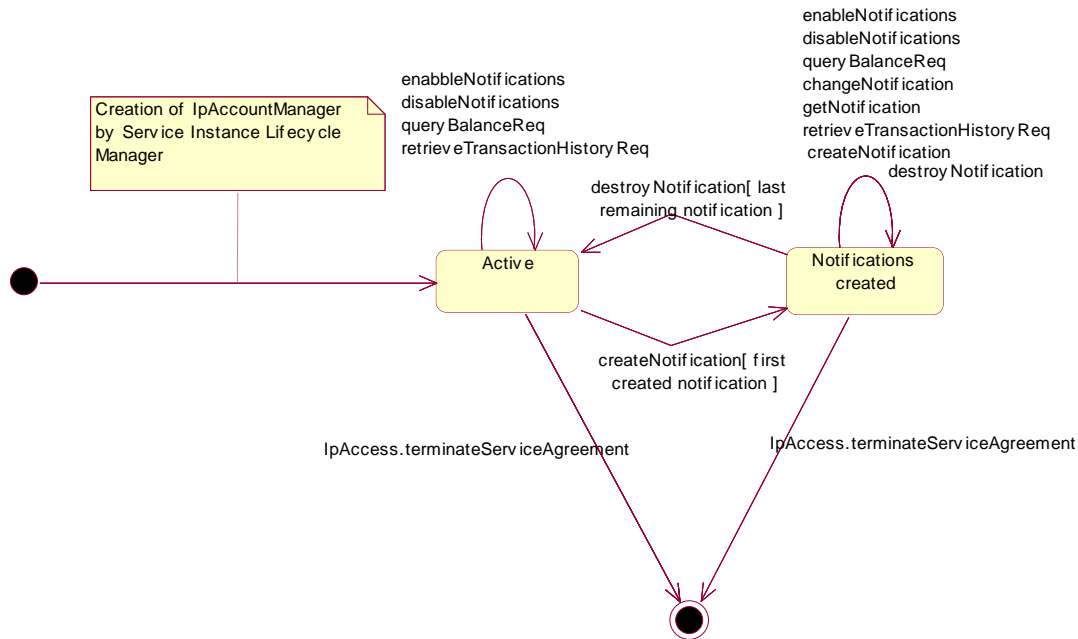 enableNotifications
disableNotifications
queryBalanceReq
changeNotification
getNotification
retrieveTransactionHistoryReq
createNotification
destroyNotification
enabbleNotifications
disableNotifications
queryBalanceReq
retrieveTransactionHistoryReq
Creation of IpAccountManager
by Service Instance Lifecycle
Manager
destroyNotification[ last
remaining notification ]
Active
Notifications
created
createNotification[ first
created notification ]
IpAccess.terminateServiceAgreement
IpAccess.terminateServiceAgreement